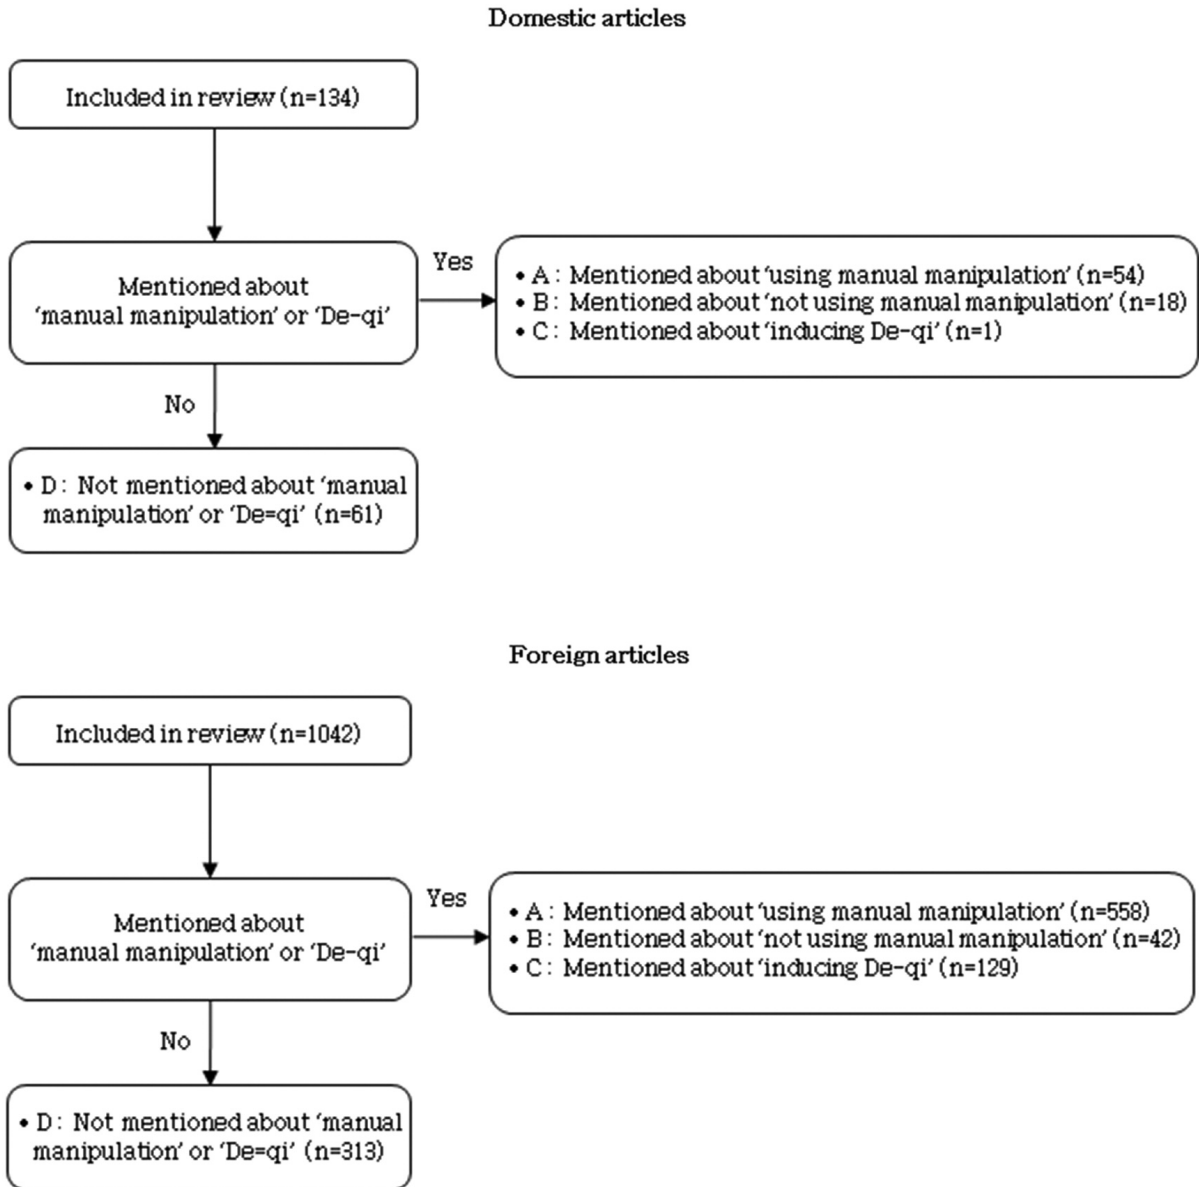 Domestic articles
Included in review (n=134)
Mentioned about
‘manual manipulation’ or ‘De-qi’
Yes
• A: Mentioned about ‘using manual manipulation’ (n=54)
• B: Mentioned about ‘not using manual manipulation’ (n=18)
• C: Mentioned about ‘inducing De-qi’ (n=1)
No
• D: Not mentioned about ‘manual
manipulation’ or ‘De=qi’ (n=61)
Foreign articles
Included in review (n=1042)
Mentioned about
‘manual manipulation’ or ‘De-qi’
Yes
• A: Mentioned about ‘using manual manipulation’ (n=558)
• B: Mentioned about ‘not using manual manipulation’ (n=42)
• C: Mentioned about ‘inducing De-qi’ (n=129)
No
• D: Not mentioned about ‘manual
manipulation’ or ‘De=qi’ (n=313)